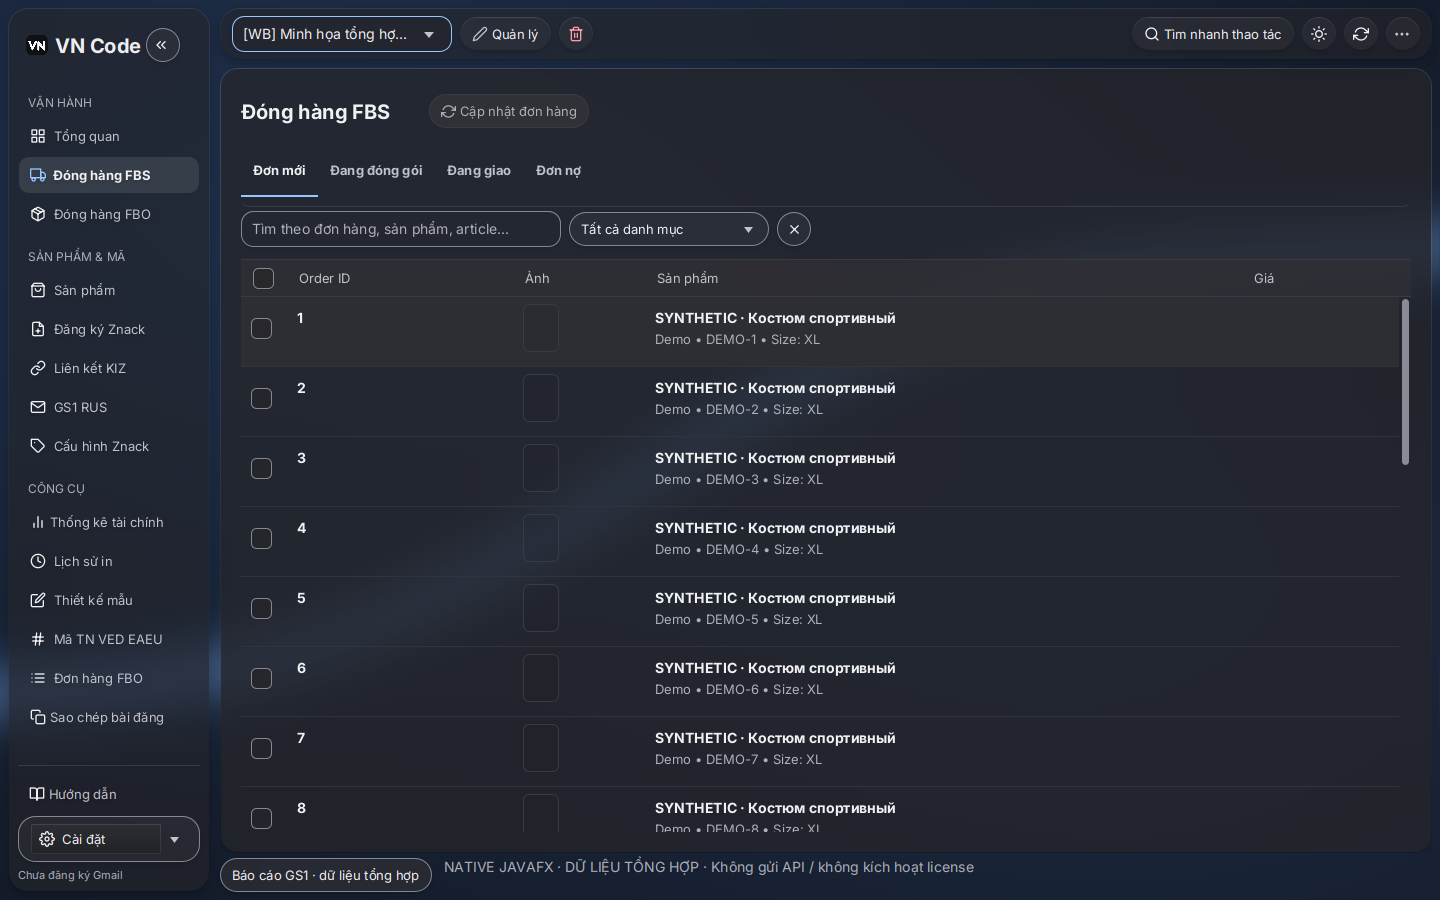 VN VN Code
[WB] Minh họa tổng hợ...
Quản lý
Tìm nhanh thao tác
VẬN HÀNH
Tổng quan
Đóng hàng FBS
Đóng hàng FBO
SẢN PHẨM & MÃ
Sản phẩm
Đăng ký Znack
Liên kết KIZ
GS1 RUS
Cấu hình Znack
CÔNG CỤ
Thống kê tài chính
Lịch sử in
Thiết kế mẫu
Mã TN VED EAEU
Đơn hàng FBO
Sao chép bài đăng
Hướng dẫn
Cài đặt
Chưa đăng ký Gmail
Đóng hàng FBS
Cập nhật đơn hàng
Đơn mới Đang đóng gói Đang giao Đơn nợ
Tìm theo đơn hàng, sản phẩm, article...
Tất cả danh mục
Order ID Ảnh Sản phẩm Giá
1 SYNTHETIC · Костюм спортивный
Demo • DEMO-1 • Size: XL
2 SYNTHETIC · Костюм спортивный
Demo • DEMO-2 • Size: XL
3 SYNTHETIC · Костюм спортивный
Demo • DEMO-3 • Size: XL
4 SYNTHETIC · Костюм спортивный
Demo • DEMO-4 • Size: XL
5 SYNTHETIC · Костюм спортивный
Demo • DEMO-5 • Size: XL
6 SYNTHETIC · Костюм спортивный
Demo • DEMO-6 • Size: XL
7 SYNTHETIC · Костюм спортивный
Demo • DEMO-7 • Size: XL
8 SYNTHETIC · Костюм спортивный
Demo • DEMO-8 • Size: XL
Báo cáo GS1 · dữ liệu tổng hợp
NATIVE JAVAFX · DỮ LIỆU TỔNG HỢP · Không gửi API / không kích hoạt license